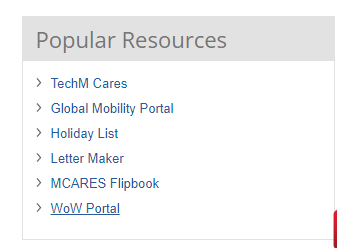 Popular Resources
TechM Cares
Global Mobility Portal
Holiday List
Letter Maker
MCARES Flipbook
WoW Portal